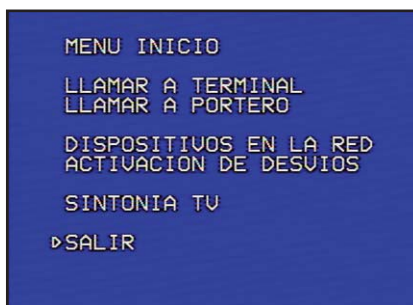 MENU INICIO
LLAMAR A TERMINAL
LLAMAR A PORTERO
DISPOSITIVOS EN LA RED
ACTIVACION DE DESVIOS
SINTONIA TV
▷SALIR